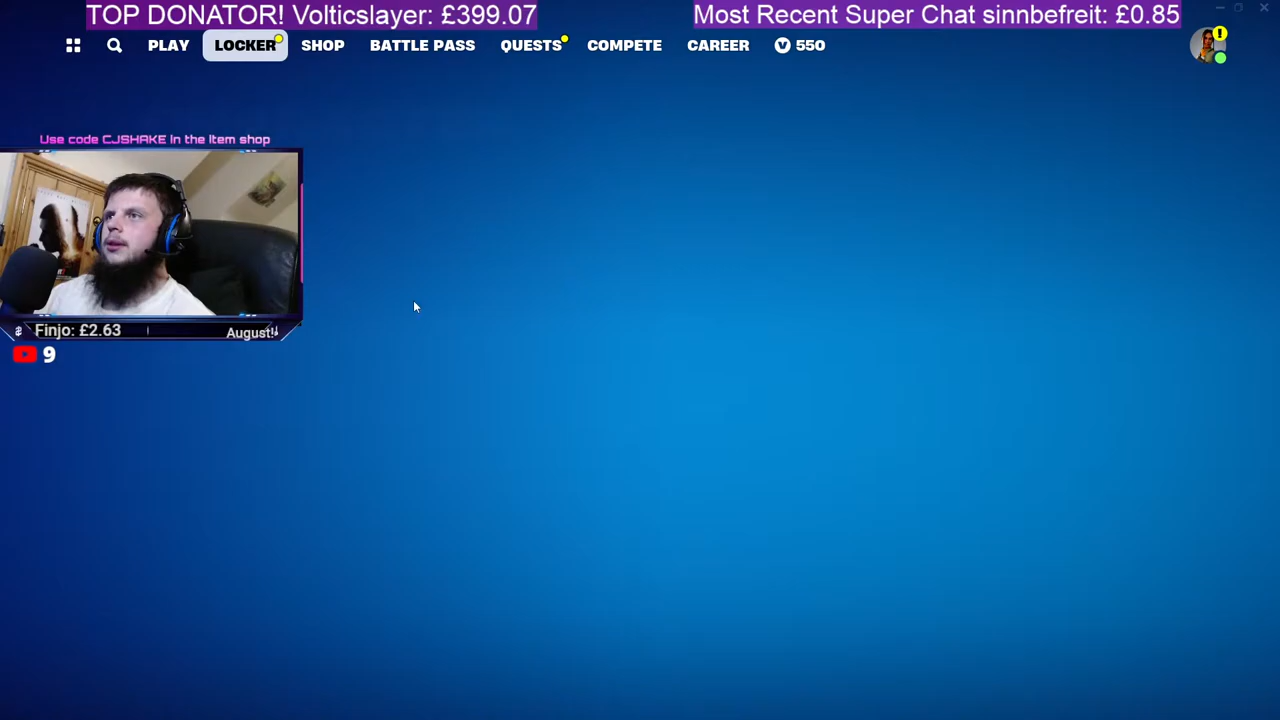 TOP DONATOR! Volticslayer: £399.07
Most Recent Super Chat sinnbefreit: £0.85
PLAY
LOCKER
SHOP
BATTLE PASS
QUESTS
COMPETE
CAREER
V 550
!
Use code CJSHAKE in the item shop
Finjo: £2.63
August!
9